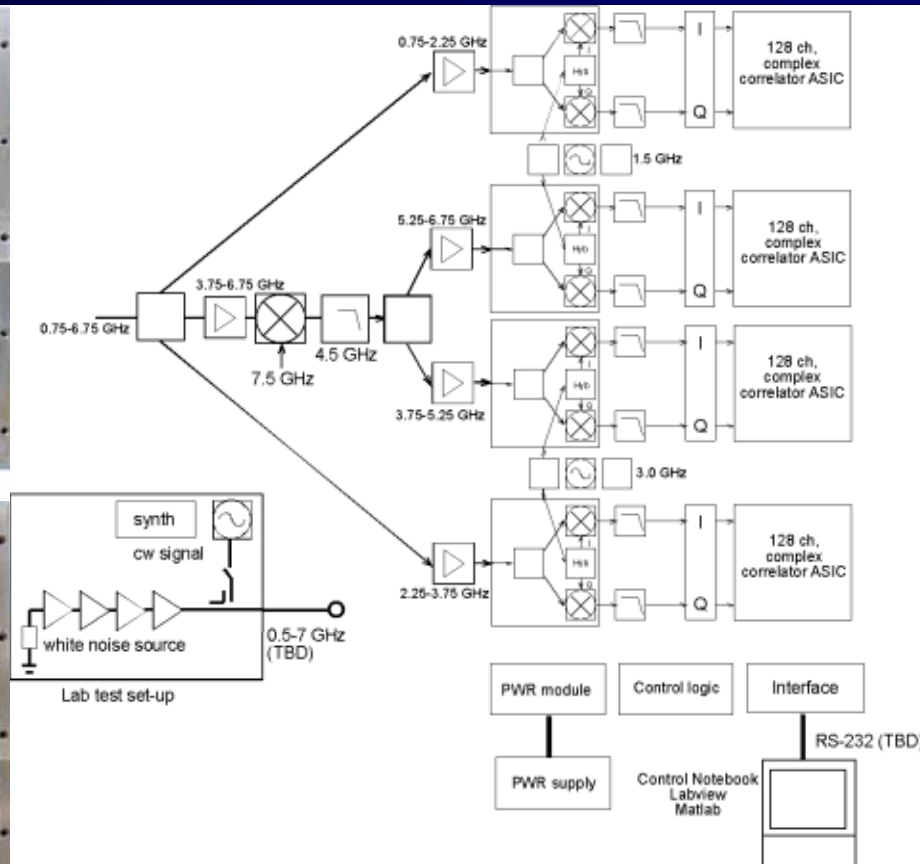 0.75-2.25 GHz
I
Hyb
Q
I
Q
128 ch,
complex
correlator ASIC
1.5 GHz
5.25-6.75 GHz
I
Hyb
Q
I
Q
128 ch,
complex
correlator ASIC
0.75-6.75 GHz
3.75-6.75 GHz
7.5 GHz
4.5 GHz
3.75-5.25 GHz
I
Hyb
Q
I
Q
128 ch,
complex
correlator ASIC
3.0 GHz
2.25-3.75 GHz
I
Hyb
Q
I
Q
128 ch,
complex
correlator ASIC
synth
cw signal
white noise source
0.5-7 GHz
(TBD)
Lab test set-up
PWR module
Control logic
Interface
RS-232 (TBD)
PWR supply
Control Notebook
Labview
Matlab